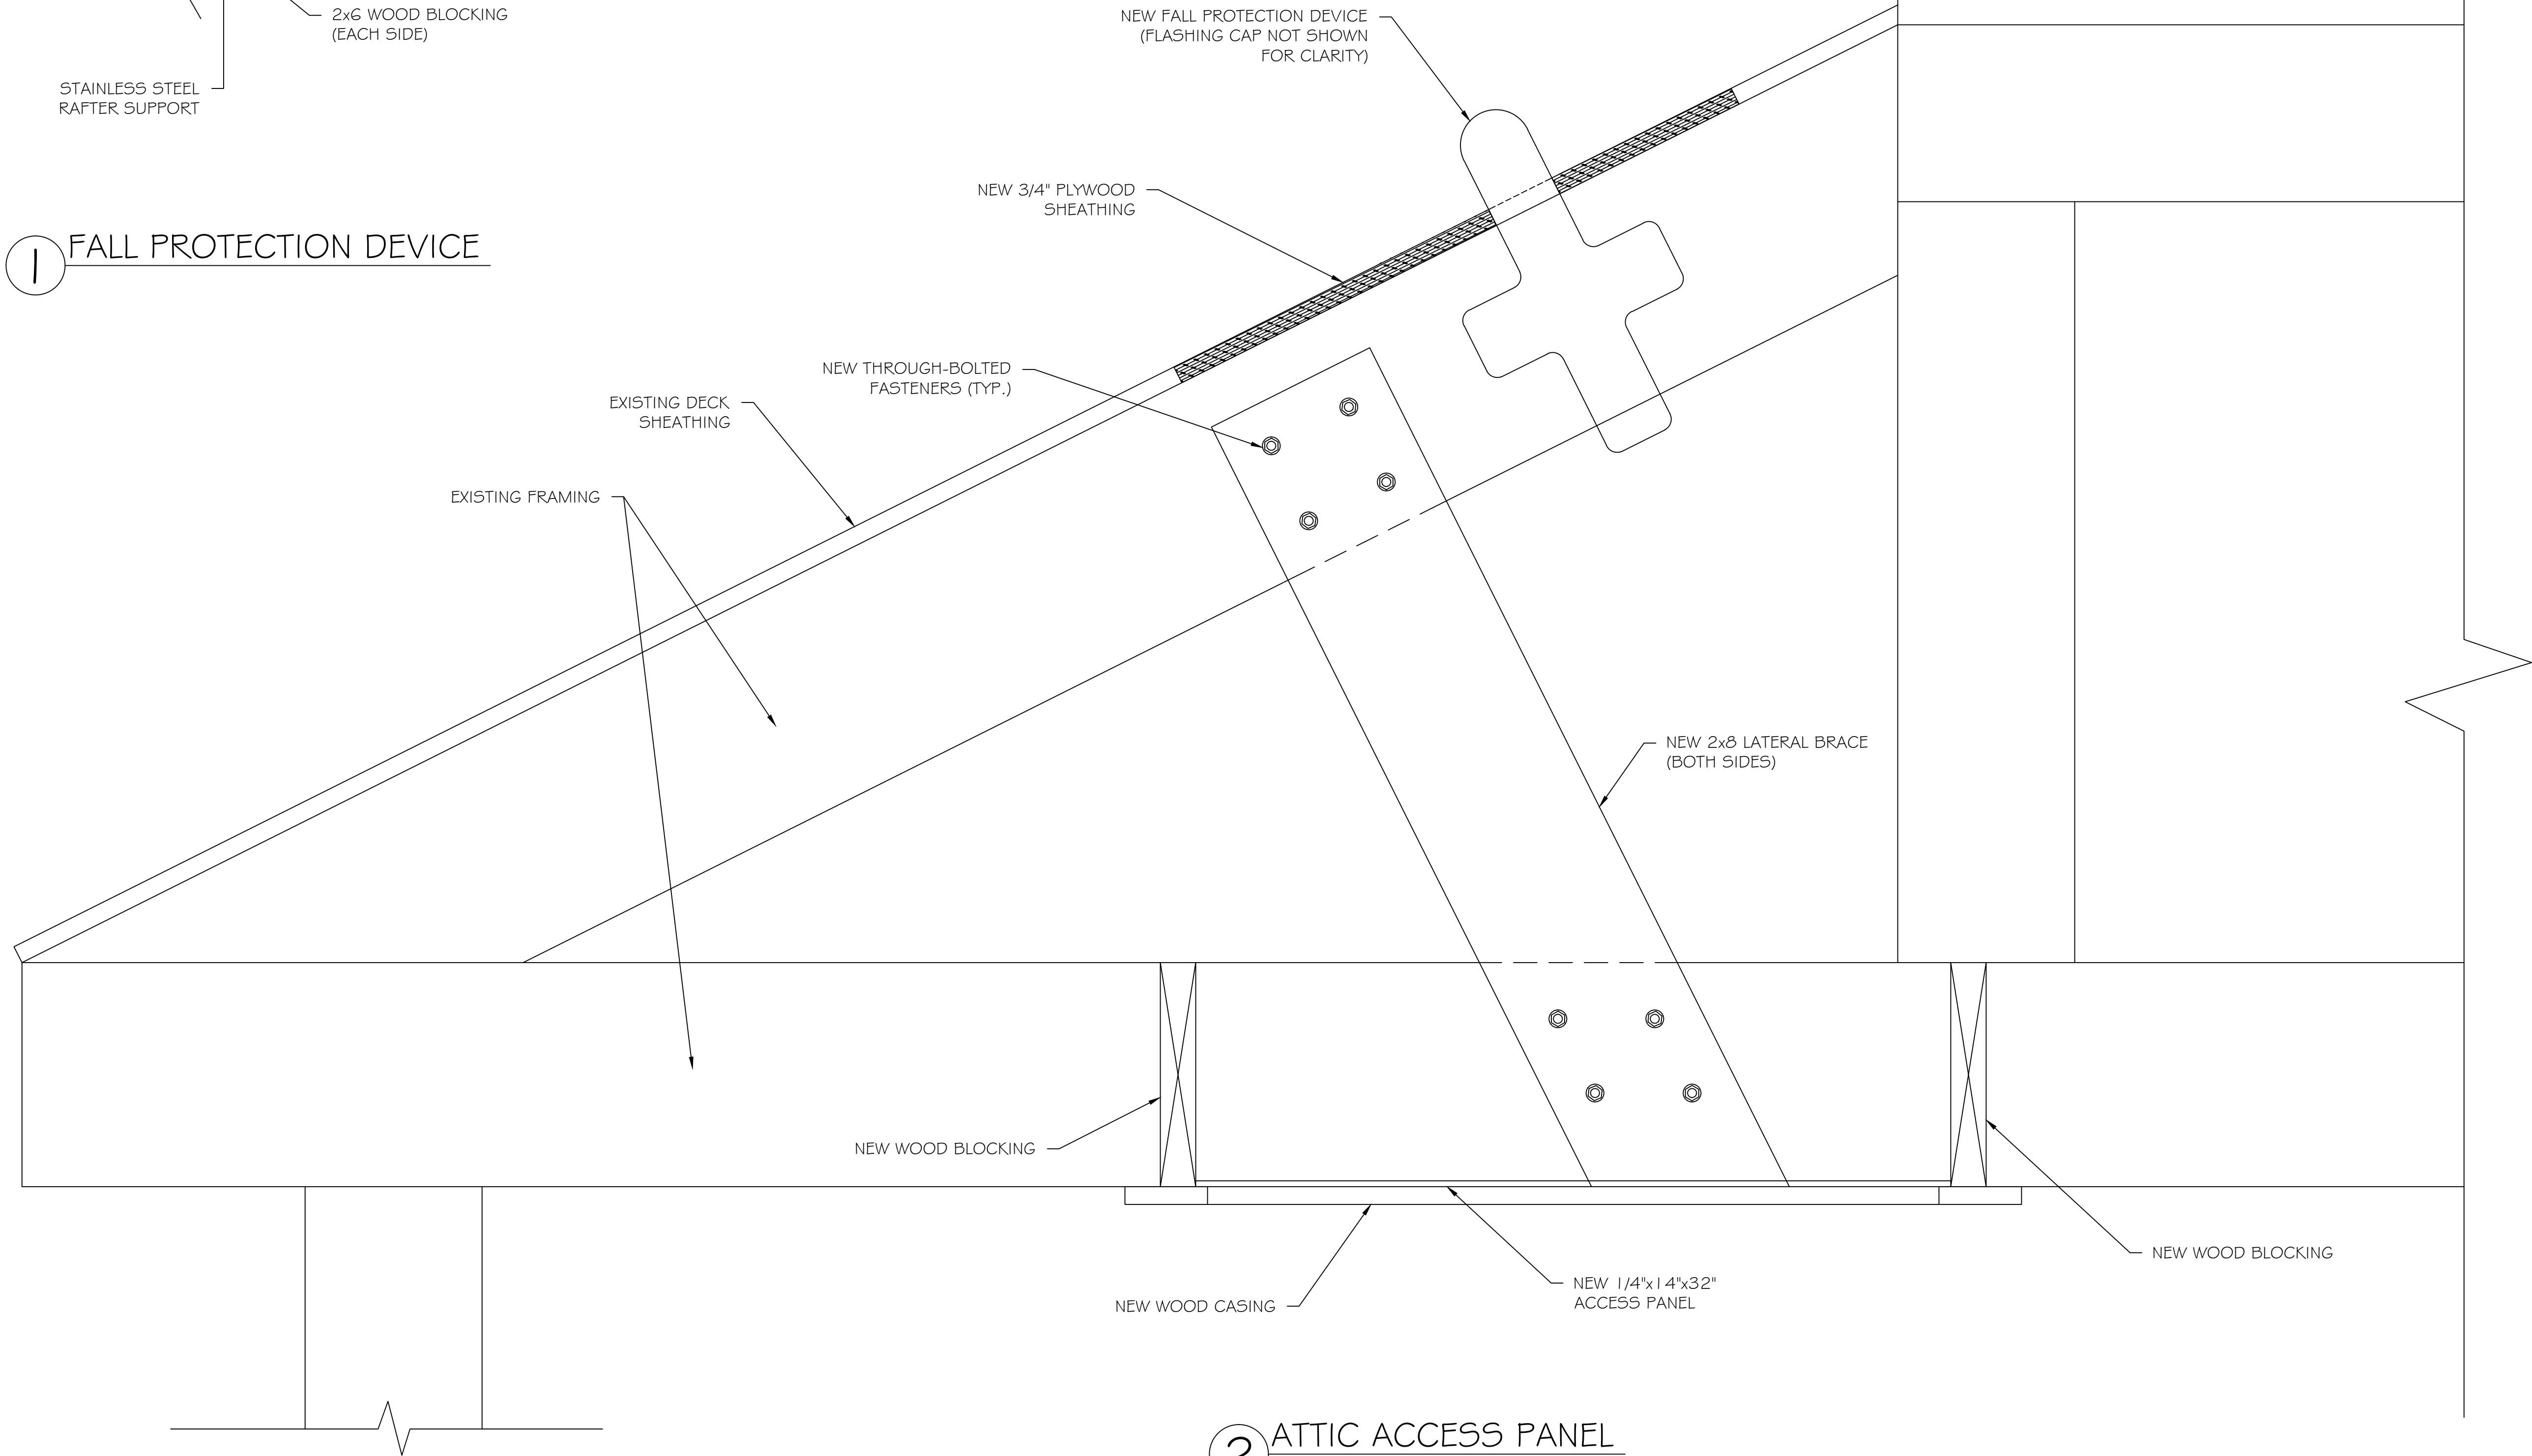 2x6 WOOD BLOCKING
(EACH SIDE)
STAINLESS STEEL
RAFTER SUPPORT
1 FALL PROTECTION DEVICE
NEW FALL PROTECTION DEVICE
(FLASHING CAP NOT SHOWN
FOR CLARITY)
NEW 3/4" PLYWOOD
SHEATHING
NEW THROUGH-BOLTED
FASTENERS (TYP.)
EXISTING DECK
SHEATHING
EXISTING FRAMING
NEW 2x8 LATERAL BRACE
(BOTH SIDES)
NEW WOOD BLOCKING
NEW WOOD BLOCKING
NEW 1/4"x14"x32"
ACCESS PANEL
NEW WOOD CASING
2 ATTIC ACCESS PANEL